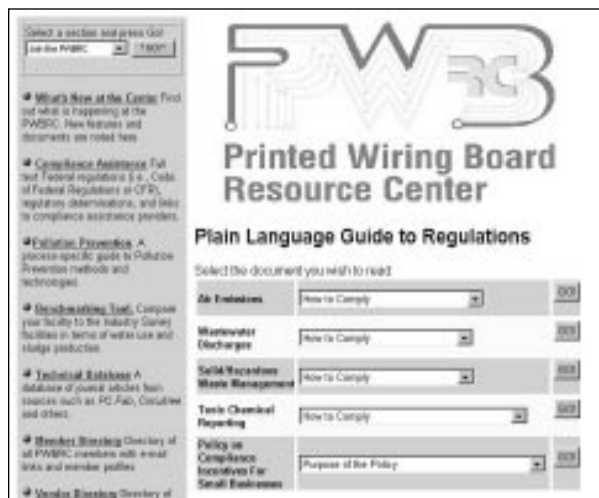 Select a section and press Go!
Join the PWBRC
What's New at the Center Find
out what is happening at the
PWBRC. New features and
documents are noted here.
Compliance Assistance Full
text Federal regulations (i.e., Code
of Federal Regulations or CFR),
regulatory determinations, and links
to compliance assistance providers.
Pollution Prevention. A
process-specific guide to Pollution
Prevention methods and
technologies.
Benchmarking Tool. Compare
your facility to the Industry Survey
facilities in terms of water use and
sludge production.
Technical Database A
database of journal articles from
sources such as PC Fab, Circuitree
and others.
Member Directory Directory of
all PWBRC members with e-mail
links and member profiles.
Vendor Directory Directory of
PWB
RC
Printed Wiring Board
Resource Center
Plain Language Guide to Regulations
Select the document you wish to read:
Air Emissions How to Comply GO!
Wastewater
Discharges How to Comply GO!
Solid/Hazardous
Waste Management How to Comply GO!
Toxic Chemical
Reporting How to Comply GO!
Policy on
Compliance
Incentives For
Small Businesses Purpose of the Policy GO!